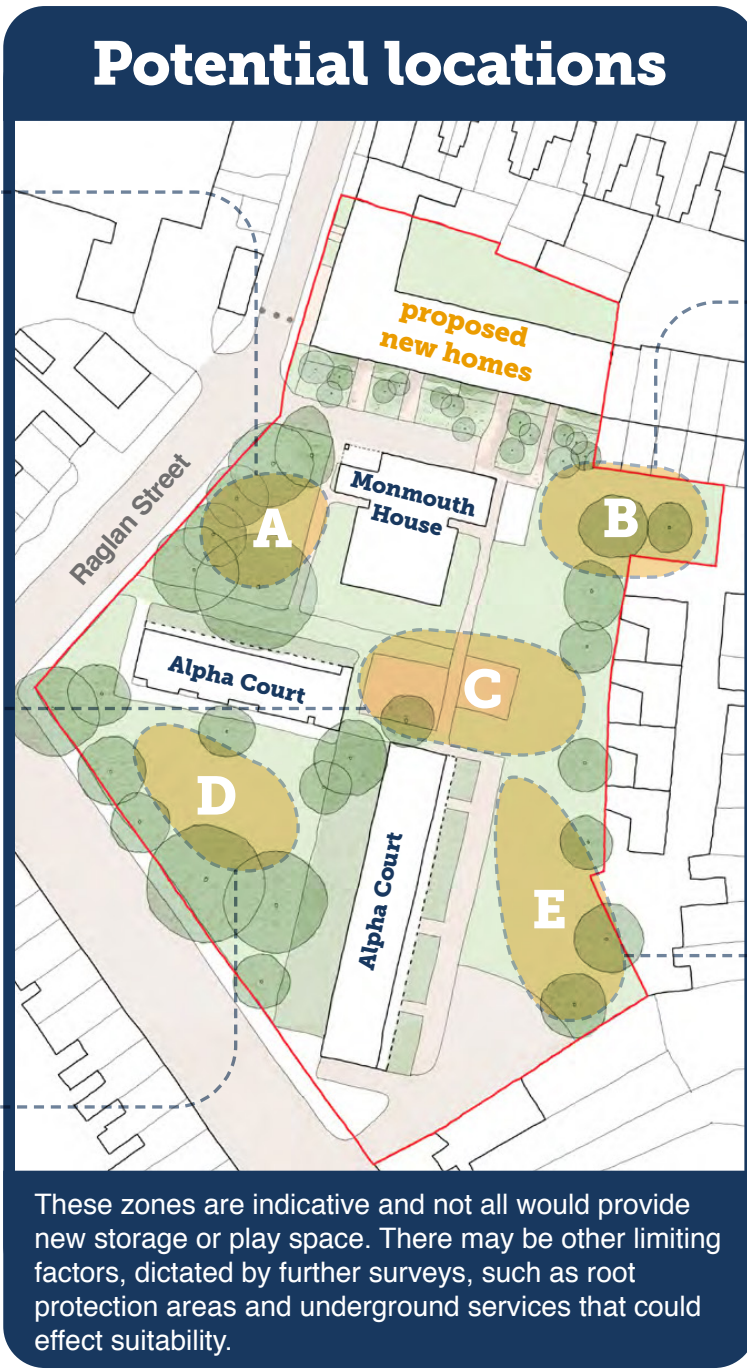 Potential locations
proposed
new homes
Raglan Street
Monmouth
House
A
B
Alpha Court
C
D
Alpha Court
E
These zones are indicative and not all would provide
new storage or play space. There may be other limiting
factors, dictated by further surveys, such as root
protection areas and underground services that could
effect suitability.